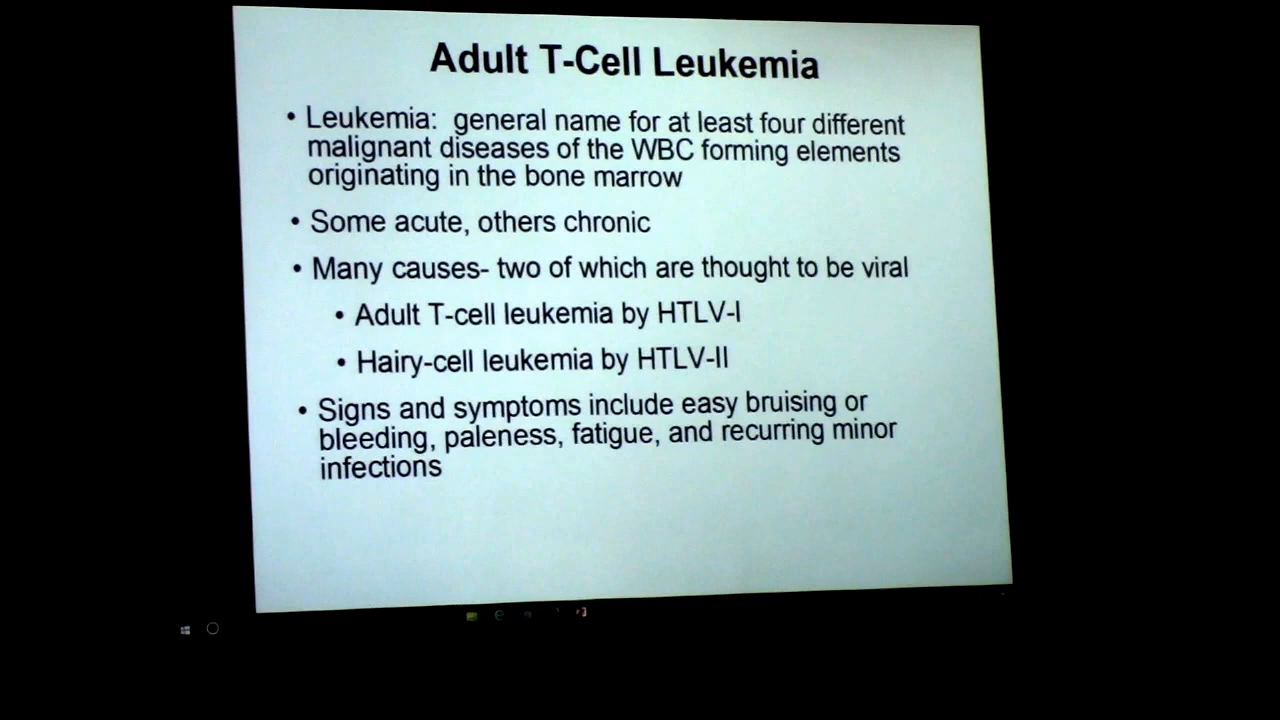 Adult T-Cell Leukemia
• Leukemia: general name for at least four different
malignant diseases of the WBC forming elements
originating in the bone marrow
• Some acute, others chronic
• Many causes- two of which are thought to be viral
• Adult T-cell leukemia by HTLV-I
• Hairy-cell leukemia by HTLV-II
• Signs and symptoms include easy bruising or
bleeding, paleness, fatigue, and recurring minor
infections